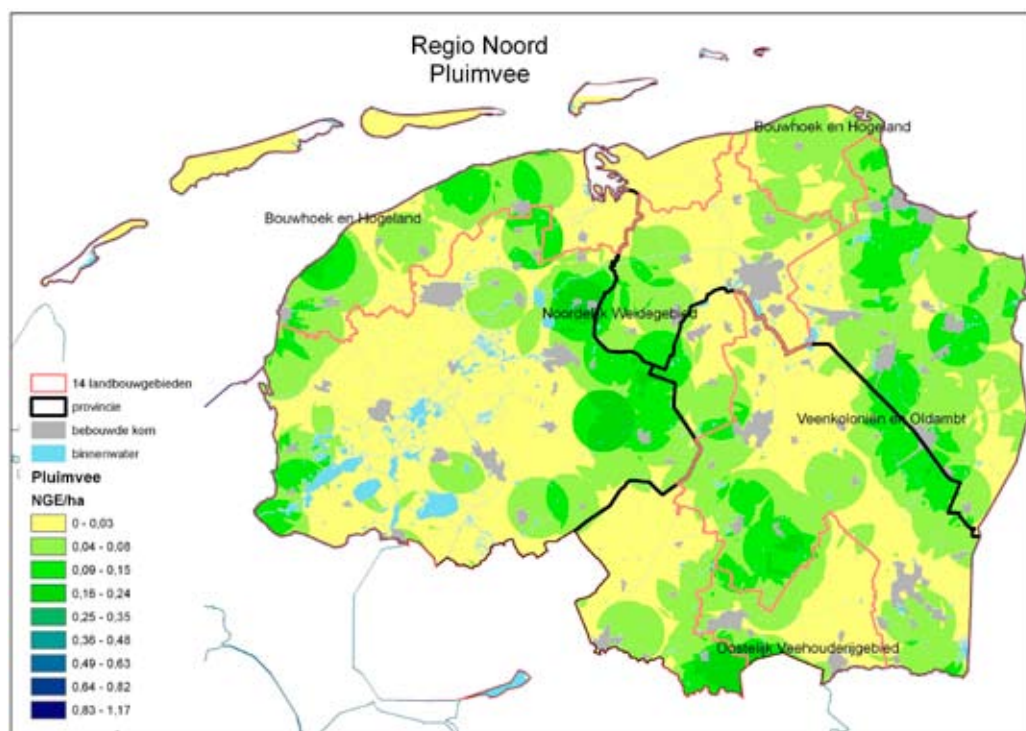 Regio Noord
Pluimvee
Bouwhoek en Hogeland
Bouwhoek en Hogeland
Noordelijk Weidegebied
Veenkoloniën en Oldambt
Oostelijk Veehouderijgebied
14 landbouwgebieden
provincie
bebouwde kom
binnenwater
Pluimvee
NGE/ha
0 - 0,03
0,04 - 0,08
0,09 - 0,15
0,16 - 0,24
0,25 - 0,35
0,36 - 0,48
0,49 - 0,63
0,64 - 0,82
0,83 - 1,17